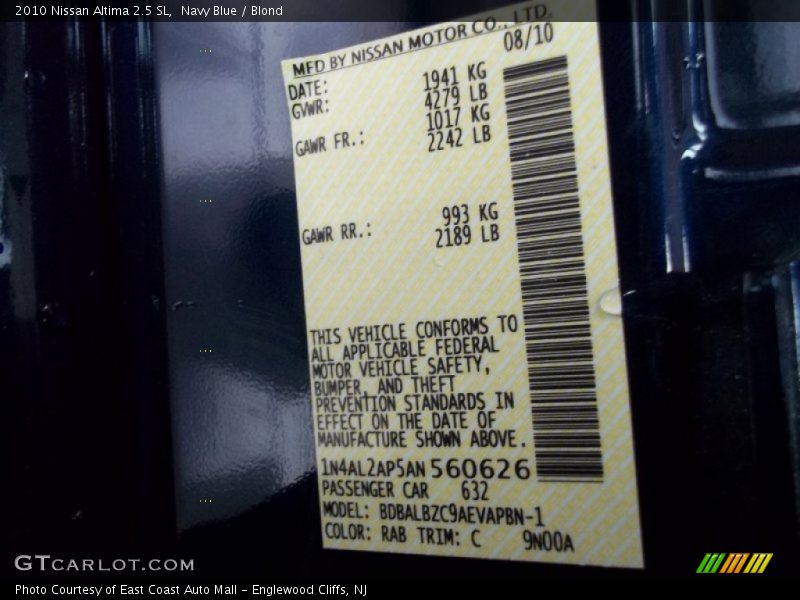 2010 Nissan Altima 2.5 SL,  Navy Blue / Blond
MFD BY NISSAN MOTOR CO., LTD.
DATE: 08/10
GVWR: 1941 KG
4279 LB
GAWR FR.: 1017 KG
2242 LB
GAWR RR.: 993 KG
2189 LB
THIS VEHICLE CONFORMS TO
ALL APPLICABLE FEDERAL
MOTOR VEHICLE SAFETY,
BUMPER, AND THEFT
PREVENTION STANDARDS IN
EFFECT ON THE DATE OF
MANUFACTURE SHOWN ABOVE.
1N4AL2AP5AN 560626
PASSENGER CAR 632
MODEL: BDBALBZC9AEVAPBN-1
COLOR: RAB TRIM: C 9N00A
GTCARLOT.COM
Photo Courtesy of East Coast Auto Mall - Englewood Cliffs, NJ